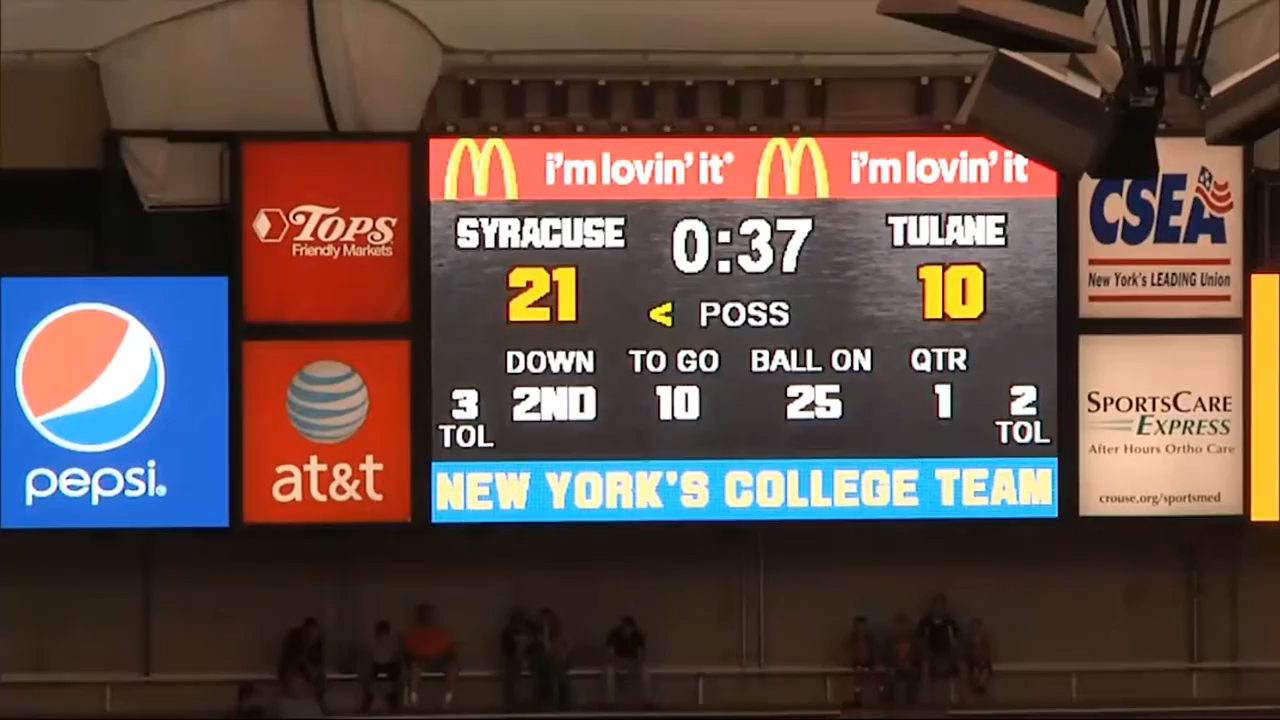 i'm lovin' it® i'm lovin' it
SYRACUSE 0:37 TULANE
21 < POSS 10
DOWN TO GO BALL ON QTR
3 2ND 10 25 1 2
TOL TOL
NEW YORK'S COLLEGE TEAM
TOPS
Friendly Markets
pepsi®
at&t
CSEA
New York's LEADING Union
SPORTSCARE
EXPRESS
After Hours Ortho Care
crouse.org/sportsmed